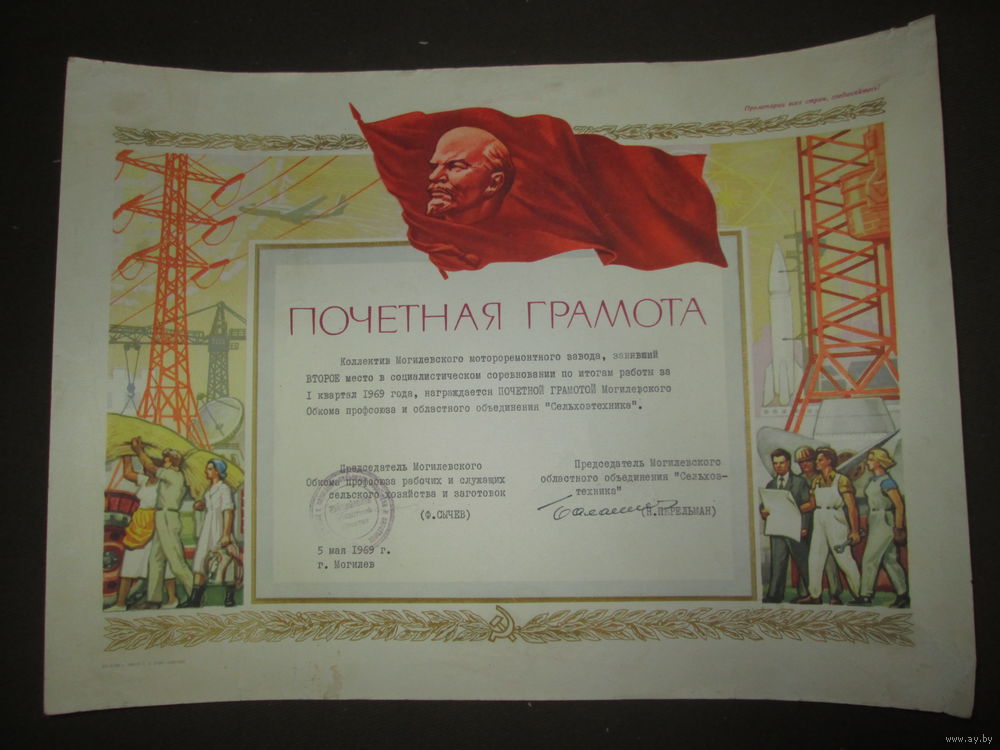 Пролетарии всех стран, соединяйтесь!
ПОЧЕТНАЯ ГРАМОТА
Коллектив Могилевского мотороремонтного завода, занявший
ВТОРОЕ место в социалистическом соревновании по итогам работы за
I квартал 1969 года, награждается ПОЧЕТНОЙ ГРАМОТОЙ Могилевского
Обкома профсоюза и областного объединения "Сельхозтехника".
Председатель Могилевского
Обкома профсоюза рабочих и служащих
сельского хозяйства и заготовок
(Ф.СЫЧЕВ)
Председатель Могилевского
областного объединения "Сельхоз-
техника"
(Н.ПЕРЕЛЬМАН)
5 мая 1969 г.
г. Могилев
www.ay.by